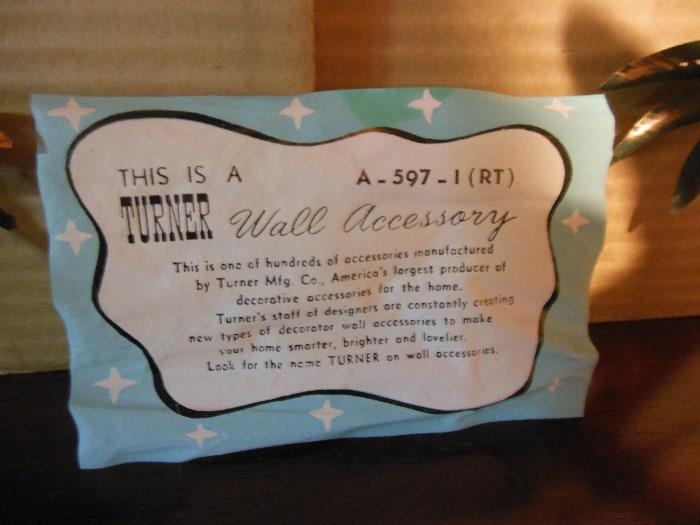 THIS IS A A-597-1 (RT)
TURNER Wall Accessory
This is one of hundreds of accessories manufactured
by Turner Mfg. Co., America's largest producer of
decorative accessories for the home.
Turner's staff of designers are constantly creating
new types of decorator wall accessories to make
your home smarter, brighter and lovelier.
Look for the name TURNER on wall accessories.